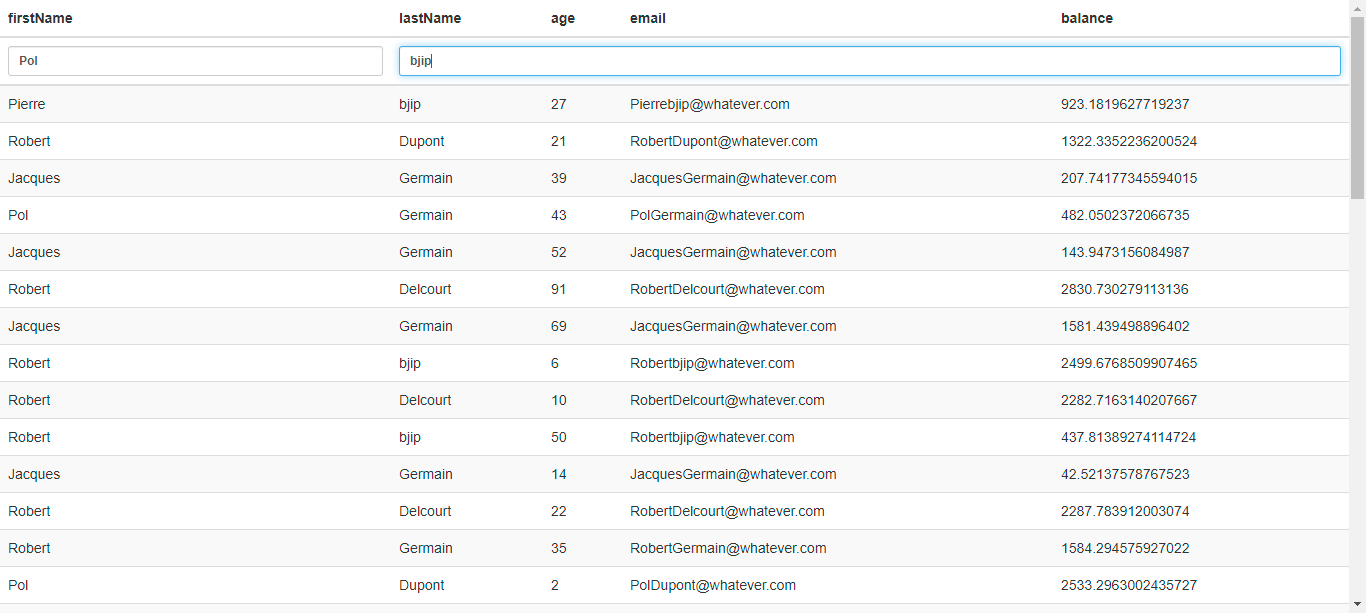 firstName lastName age email balance
Pol bjip
Pierre bjip 27 Pierrebjip@whatever.com 923.1819627719237
Robert Dupont 21 RobertDupont@whatever.com 1322.3352236200524
Jacques Germain 39 JacquesGermain@whatever.com 207.74177345594015
Pol Germain 43 PolGermain@whatever.com 482.0502372066735
Jacques Germain 52 JacquesGermain@whatever.com 143.9473156084987
Robert Delcourt 91 RobertDelcourt@whatever.com 2830.730279113136
Jacques Germain 69 JacquesGermain@whatever.com 1581.439498896402
Robert bjip 6 Robertbjip@whatever.com 2499.6768509907465
Robert Delcourt 10 RobertDelcourt@whatever.com 2282.7163140207667
Robert bjip 50 Robertbjip@whatever.com 437.81389274114724
Jacques Germain 14 JacquesGermain@whatever.com 42.52137578767523
Robert Delcourt 22 RobertDelcourt@whatever.com 2287.783912003074
Robert Germain 35 RobertGermain@whatever.com 1584.294575927022
Pol Dupont 2 PolDupont@whatever.com 2533.2963002435727